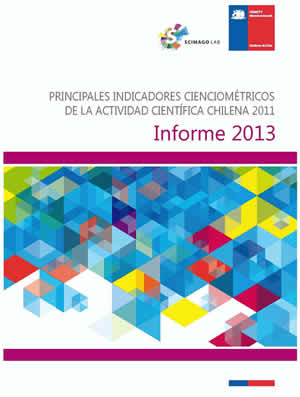 SCIMAGO LAB
PRINCIPALES INDICADORES CIENCIOMÉTRICOS
DE LA ACTIVIDAD CIENTÍFICA CHILENA 2011
Informe 2013